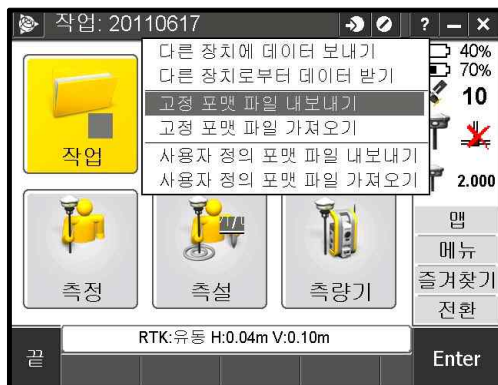 작업: 20110617
? – ×
다른 장치에 데이터 보내기
다른 장치로부터 데이터 받기
고정 포맷 파일 내보내기
고정 포맷 파일 가져오기
사용자 정의 포맷 파일 내보내기
사용자 정의 포맷 파일 가져오기
40%
70%
10
2.000
작업
측정
측설
측량기
맵
메뉴
즐겨찾기
전환
RTK:유동 H:0.04m V:0.10m
끝
Enter